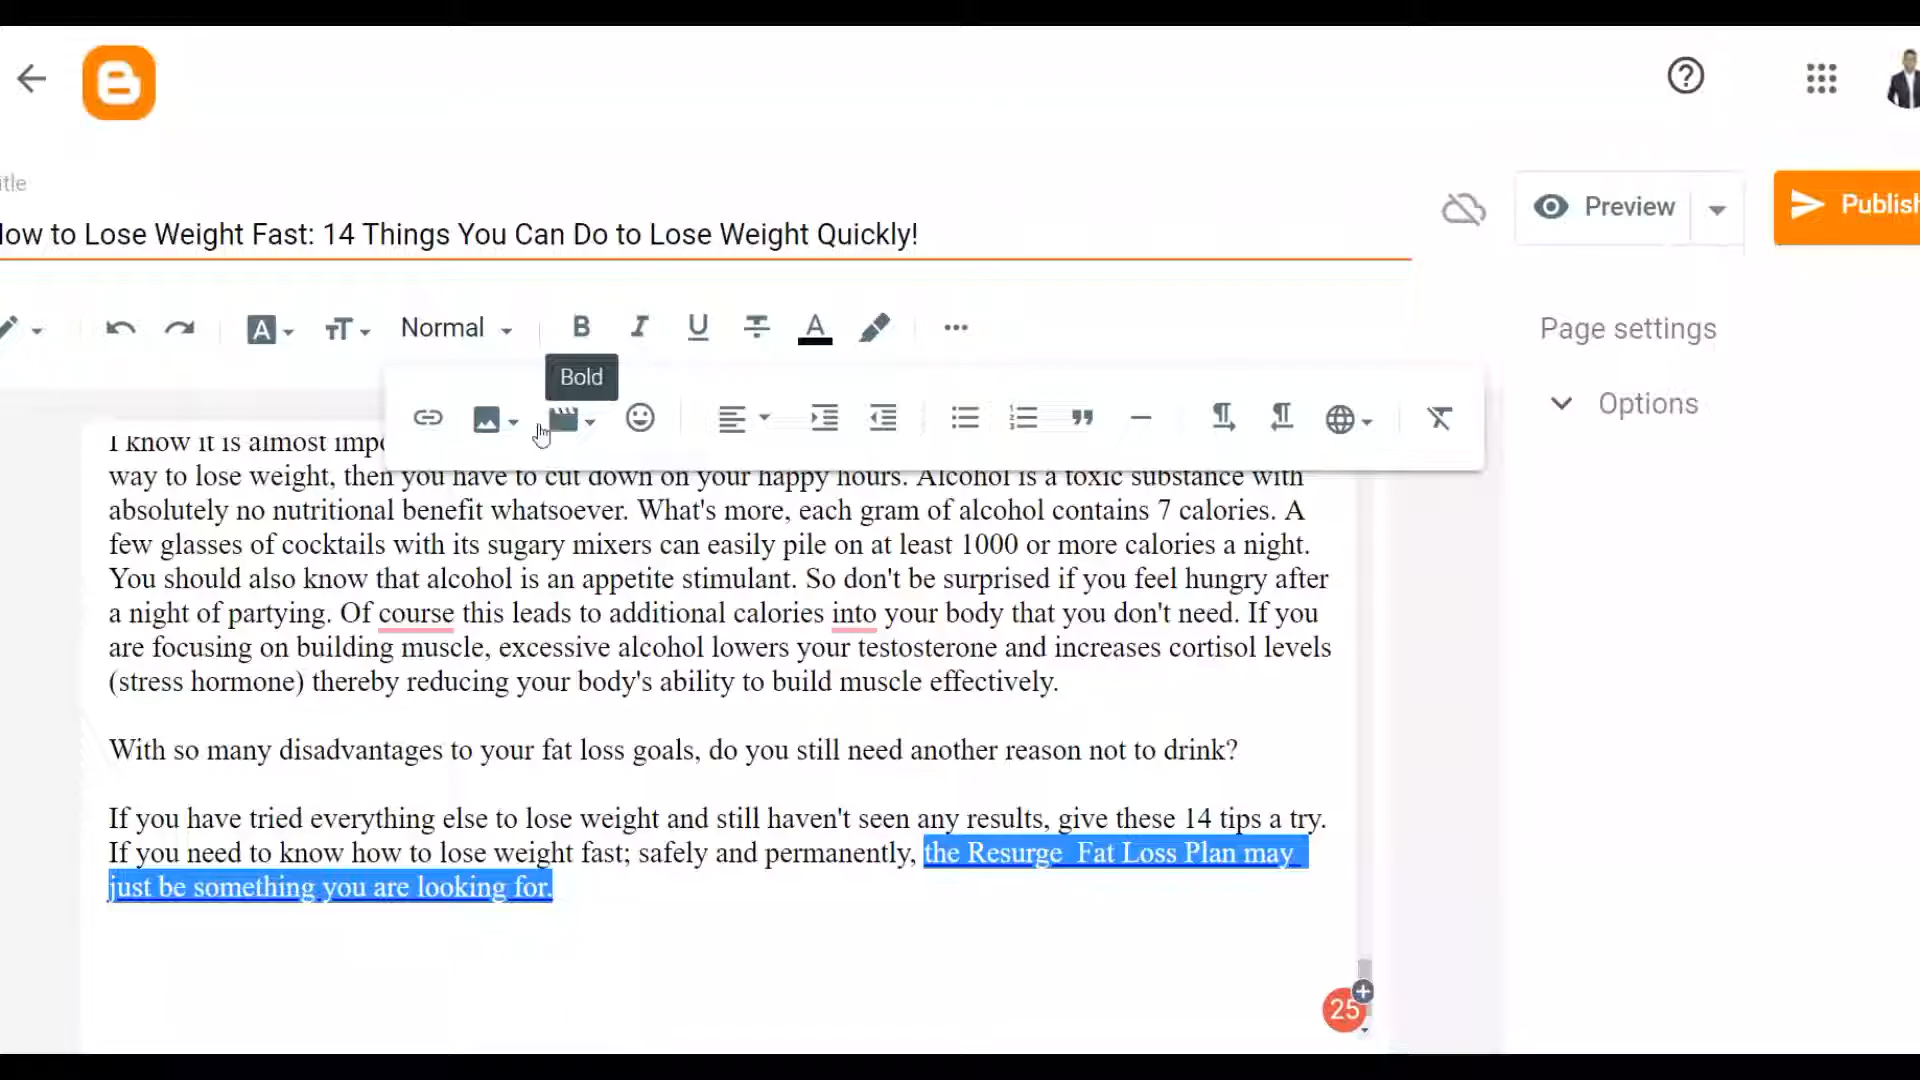 itle
Preview
Publish
How to Lose Weight Fast: 14 Things You Can Do to Lose Weight Quickly!
Normal
Page settings
Bold
Options
I know it is almost
way to lose weight, then you have to cut down on your happy hours. Alcohol is a toxic substance with
absolutely no nutritional benefit whatsoever. What's more, each gram of alcohol contains 7 calories. A
few glasses of cocktails with its sugary mixers can easily pile on at least 1000 or more calories a night.
You should also know that alcohol is an appetite stimulant. So don't be surprised if you feel hungry after
a night of partying. Of course this leads to additional calories into your body that you don't need. If you
are focusing on building muscle, excessive alcohol lowers your testosterone and increases cortisol levels
(stress hormone) thereby reducing your body's ability to build muscle effectively.
With so many disadvantages to your fat loss goals, do you still need another reason not to drink?
If you have tried everything else to lose weight and still haven't seen any results, give these 14 tips a try.
If you need to know how to lose weight fast; safely and permanently, the Resurge  Fat Loss Plan may
just be something you are looking for.
25